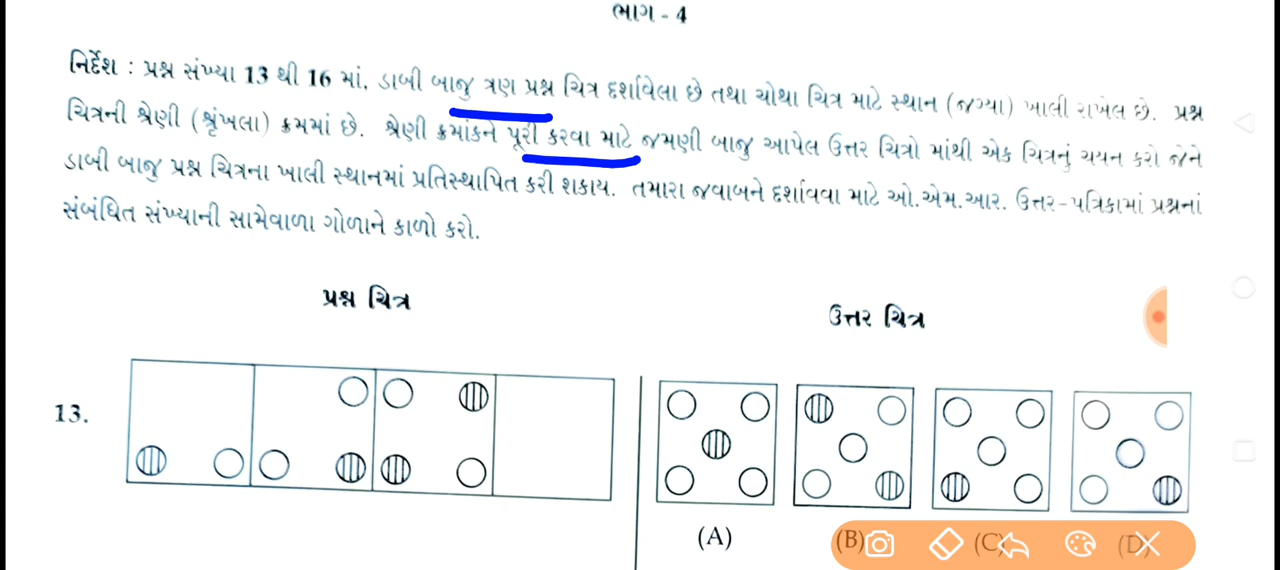 ભાગ - 4
નિર્દેશ : પ્રશ્ન સંખ્યા 13 થી 16 માં, ડાબી બાજુ ત્રણ પ્રશ્ન ચિત્ર દર્શાવેલા છે તથા ચોથા ચિત્ર માટે સ્થાન (જગ્યા) ખાલી રાખેલ છે. પ્રશ્ન
ચિત્રની શ્રેણી (શૃંખલા) ક્રમમાં છે. શ્રેણી ક્રમાંકને પૂરી કરવા માટે જમણી બાજુ આપેલ ઉત્તર ચિત્રો માંથી એક ચિત્રનું ચયન કરો જેને
ડાબી બાજુ પ્રશ્ન ચિત્રના ખાલી સ્થાનમાં પ્રતિસ્થાપિત કરી શકાય. તમારા જવાબને દર્શાવવા માટે ઓ.એમ.આર. ઉત્તર-પત્રિકામાં પ્રશ્નનાં
સંબંધિત સંખ્યાની સામેવાળા ગોળાને કાળો કરો.
પ્રશ્ન ચિત્ર
ઉત્તર ચિત્ર
13.
(A) (B) (C) (D)